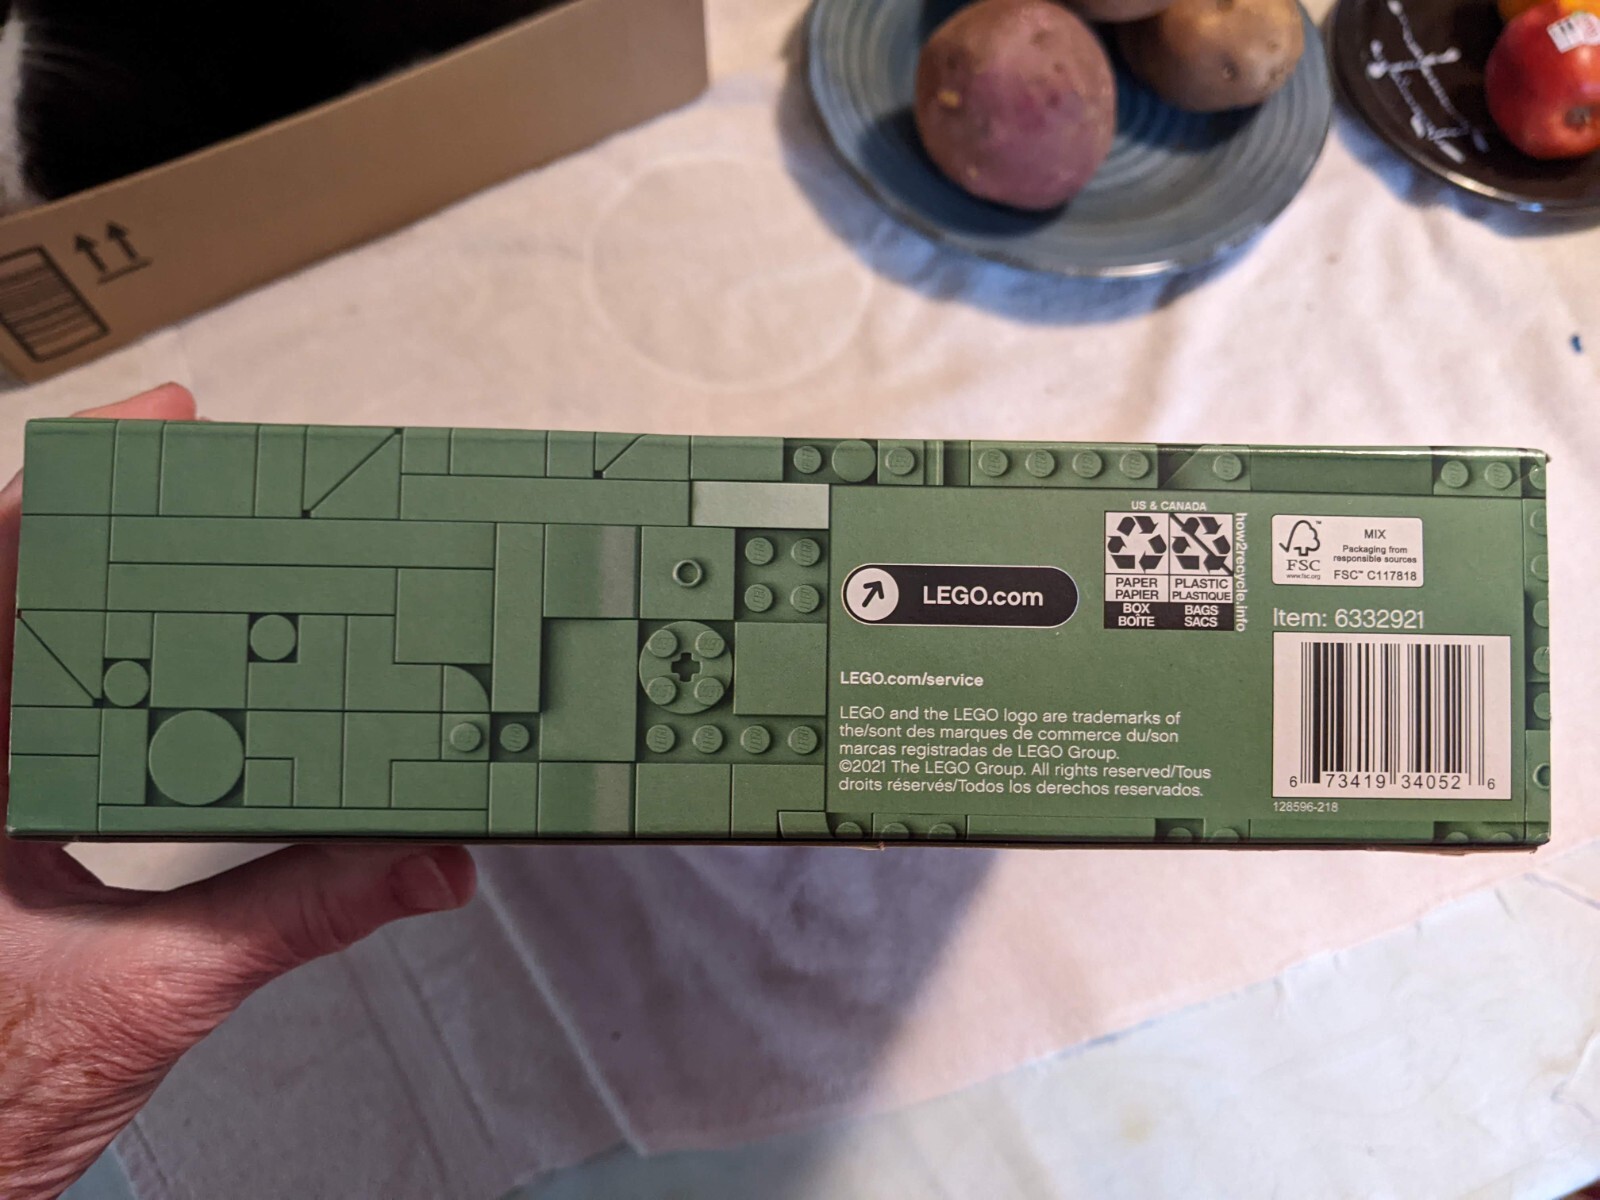 US & CANADA
how2recycle.info
PAPER
PAPIER
BOX
BOÎTE
PLASTIC
PLASTIQUE
BAGS
SACS
FSC
www.fsc.org
MIX
Packaging from
responsible sources
FSC™ C117818
LEGO.com
Item: 6332921
LEGO.com/service
LEGO and the LEGO logo are trademarks of
the/sont des marques de commerce du/son
marcas registradas de LEGO Group.
©2021 The LEGO Group. All rights reserved/Tous
droits réservés/Todos los derechos reservados.
6 73419 34052 6
128596-218